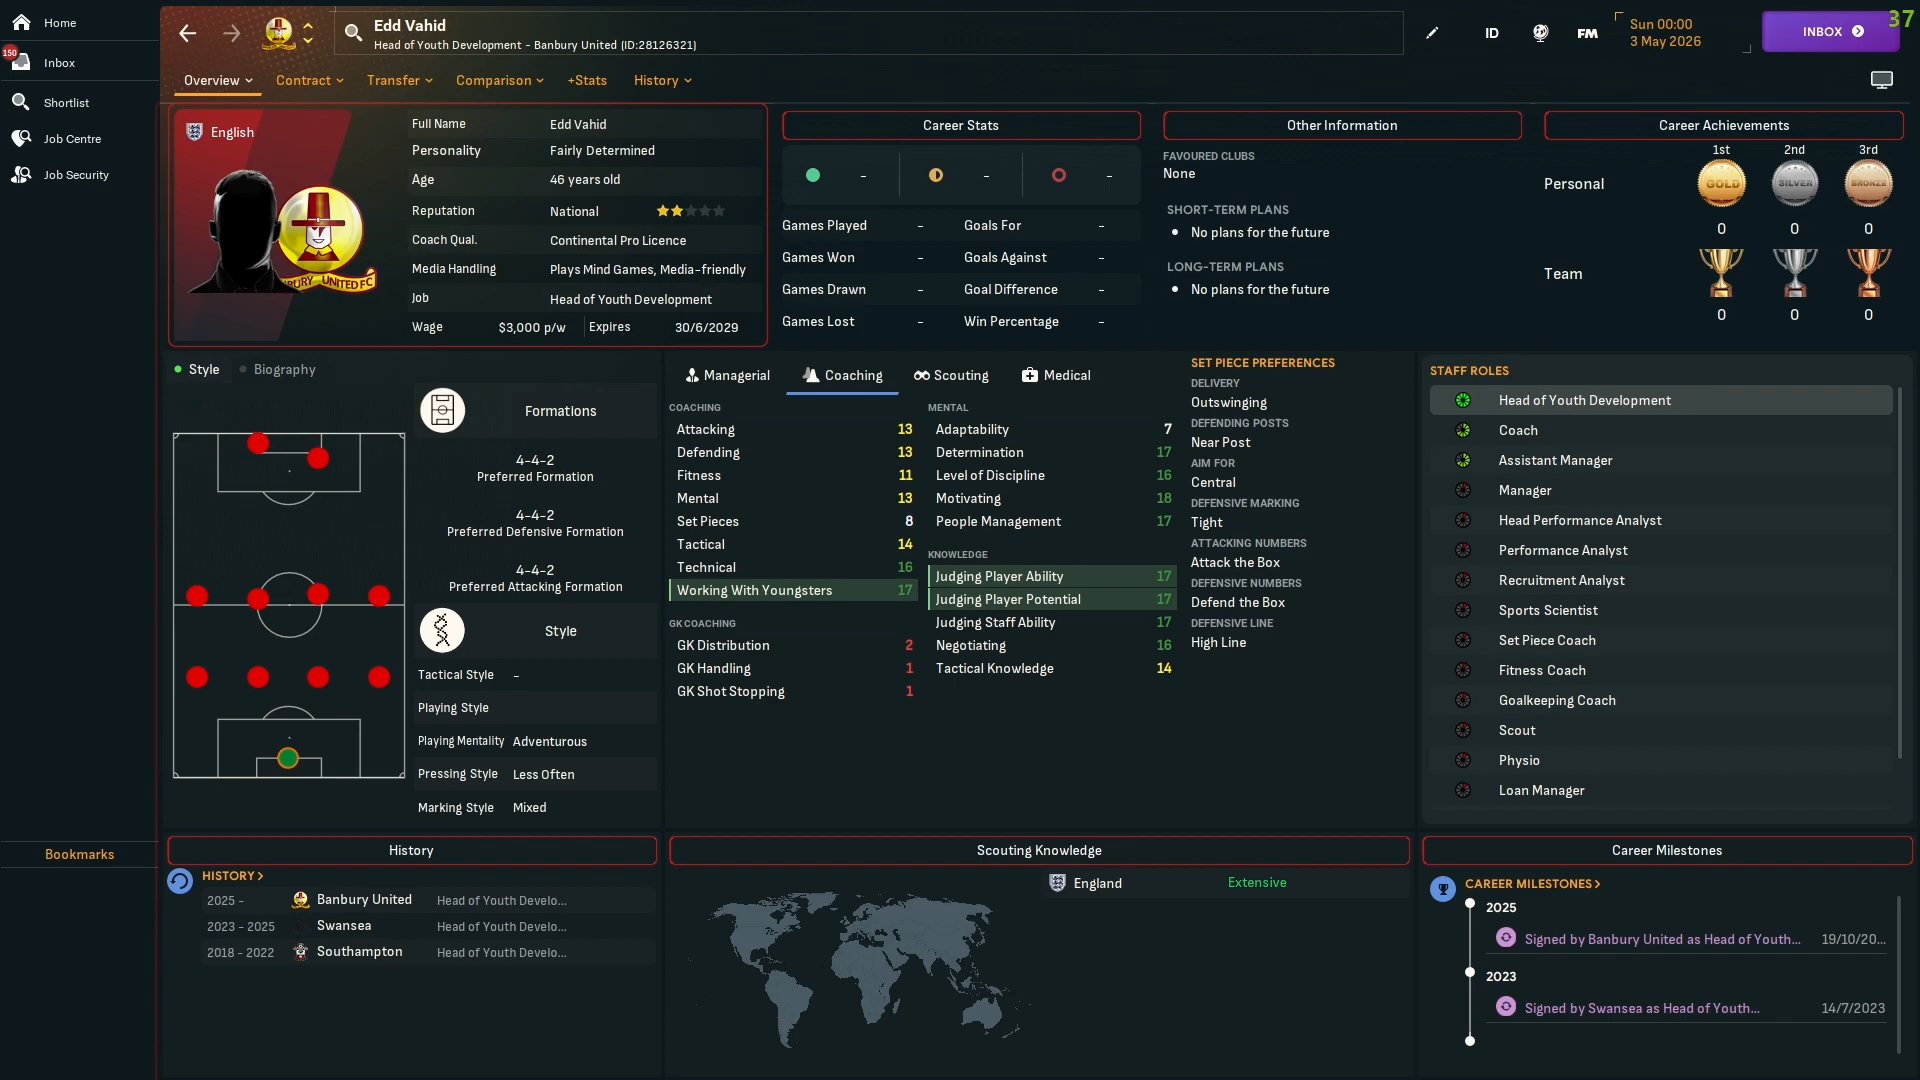 Home
150
Inbox
Shortlist
Job Centre
Job Security
Bookmarks
Edd Vahid
Head of Youth Development - Banbury United (ID:28126321)
ID
FM
Sun 00:00
3 May 2026
INBOX
37
Overview
Contract
Transfer
Comparison
+Stats
History
English
BURY UNITED FC
Full Name Edd Vahid
Personality Fairly Determined
Age 46 years old
Reputation National
Coach Qual. Continental Pro Licence
Media Handling Plays Mind Games, Media-friendly
Job Head of Youth Development
Wage $3,000 p/w Expires 30/6/2029
Career Stats
- - -
Games Played - Goals For -
Games Won - Goals Against -
Games Drawn - Goal Difference -
Games Lost - Win Percentage -
Other Information
FAVOURED CLUBS
None
SHORT-TERM PLANS
• No plans for the future
LONG-TERM PLANS
• No plans for the future
Career Achievements
1st 2nd 3rd
Personal GOLD SILVER BRONZE
0 0 0
Team
0 0 0
Style
Biography
Formations
4-4-2
Preferred Formation
4-4-2
Preferred Defensive Formation
4-4-2
Preferred Attacking Formation
Style
Tactical Style -
Playing Style
Playing Mentality Adventurous
Pressing Style Less Often
Marking Style Mixed
Managerial
Coaching
Scouting
Medical
COACHING
Attacking 13
Defending 13
Fitness 11
Mental 13
Set Pieces 8
Tactical 14
Technical 16
Working With Youngsters 17
GK COACHING
GK Distribution 2
GK Handling 1
GK Shot Stopping 1
MENTAL
Adaptability 7
Determination 17
Level of Discipline 16
Motivating 18
People Management 17
KNOWLEDGE
Judging Player Ability 17
Judging Player Potential 17
Judging Staff Ability 17
Negotiating 16
Tactical Knowledge 14
SET PIECE PREFERENCES
DELIVERY
Outswinging
DEFENDING POSTS
Near Post
AIM FOR
Central
DEFENSIVE MARKING
Tight
ATTACKING NUMBERS
Attack the Box
DEFENSIVE NUMBERS
Defend the Box
DEFENSIVE LINE
High Line
STAFF ROLES
Head of Youth Development
Coach
Assistant Manager
Manager
Head Performance Analyst
Performance Analyst
Recruitment Analyst
Sports Scientist
Set Piece Coach
Fitness Coach
Goalkeeping Coach
Scout
Physio
Loan Manager
History
HISTORY >
2025 - Banbury United Head of Youth Develo...
2023 - 2025 Swansea Head of Youth Develo...
2018 - 2022 Southampton Head of Youth Develo...
Scouting Knowledge
England Extensive
Career Milestones
CAREER MILESTONES >
2025
Signed by Banbury United as Head of Youth... 19/10/20...
2023
Signed by Swansea as Head of Youth... 14/7/2023